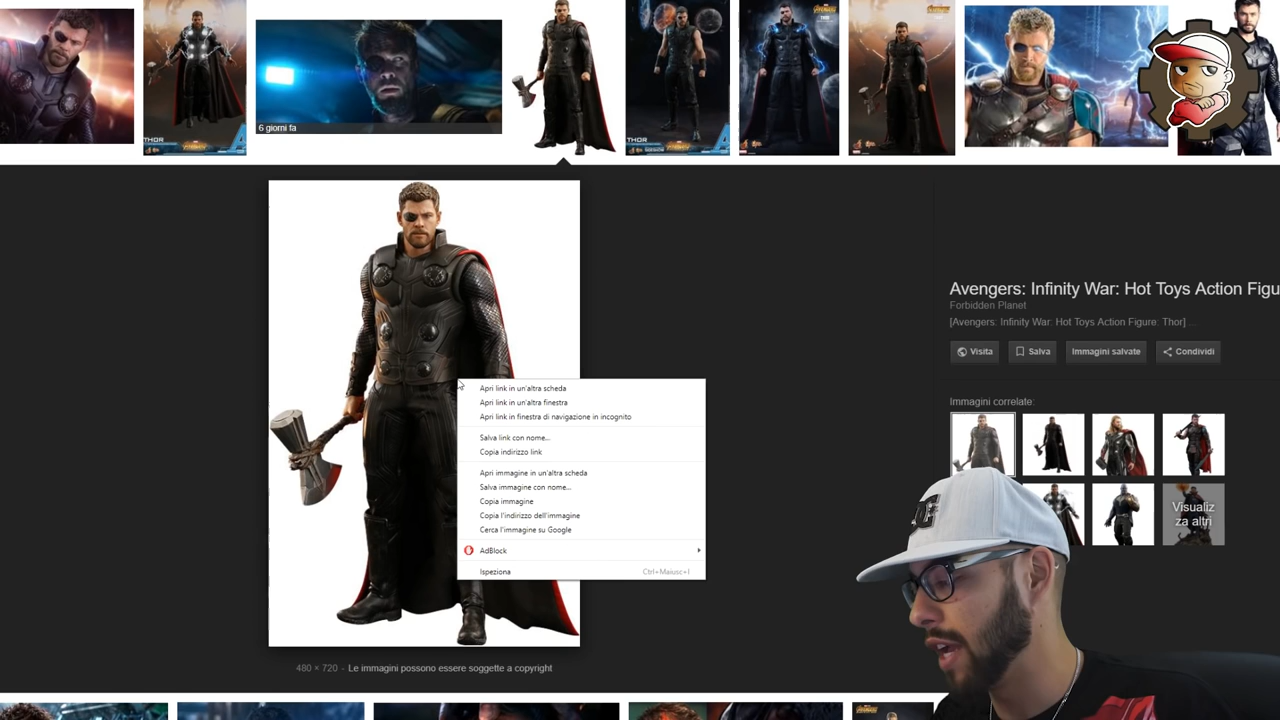 6 giorni fa
THOR
THOR
Avengers: Infinity War: Hot Toys Action Figu
Forbidden Planet
[Avengers: Infinity War: Hot Toys Action Figure: Thor] ...
Visita
Salva
Immagini salvate
Condividi
Immagini correlate:
Visualiz
za altri
Apri link in un'altra scheda
Apri link in un'altra finestra
Apri link in finestra di navigazione in incognito
Salva link con nome...
Copia indirizzo link
Apri immagine in un'altra scheda
Salva immagine con nome...
Copia immagine
Copia l'indirizzo dell'immagine
Cerca l'immagine su Google
AdBlock
Ispeziona Ctrl+Maiusc+I
480 × 720 - Le immagini possono essere soggette a copyright